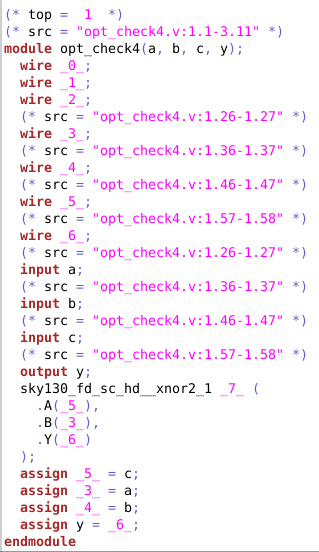 (* top =  1  *)
(* src = "opt_check4.v:1.1-3.11" *)
module opt_check4(a, b, c, y);
  wire _0_;
  wire _1_;
  wire _2_;
  (* src = "opt_check4.v:1.26-1.27" *)
  wire _3_;
  (* src = "opt_check4.v:1.36-1.37" *)
  wire _4_;
  (* src = "opt_check4.v:1.46-1.47" *)
  wire _5_;
  (* src = "opt_check4.v:1.57-1.58" *)
  wire _6_;
  (* src = "opt_check4.v:1.26-1.27" *)
  input a;
  (* src = "opt_check4.v:1.36-1.37" *)
  input b;
  (* src = "opt_check4.v:1.46-1.47" *)
  input c;
  (* src = "opt_check4.v:1.57-1.58" *)
  output y;
  sky130_fd_sc_hd__xnor2_1 _7_ (
    .A(_5_),
    .B(_3_),
    .Y(_6_)
  );
  assign _5_ = c;
  assign _3_ = a;
  assign _4_ = b;
  assign y = _6_;
endmodule